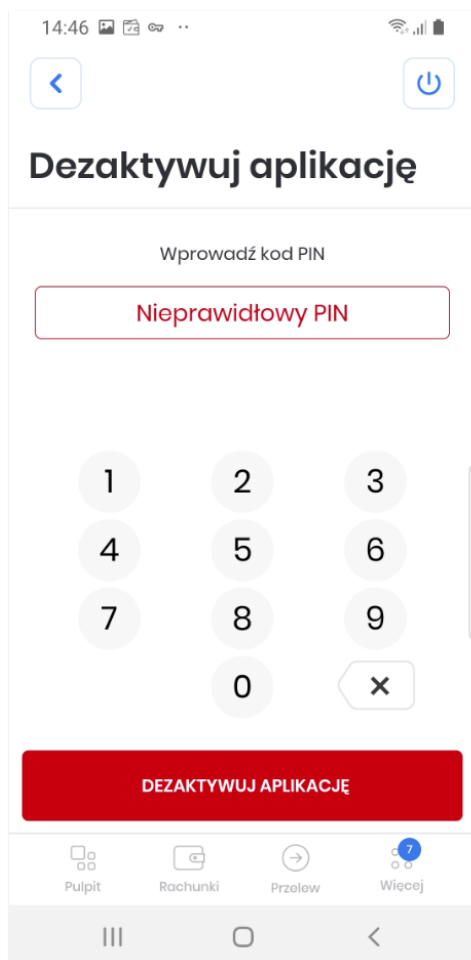 14:46
Dezaktywuj aplikację
Wprowadź kod PIN
Nieprawidłowy PIN
1 2 3
4 5 6
7 8 9
0
DEZAKTYWUJ APLIKACJĘ
7
Pulpit Rachunki Przelew Więcej